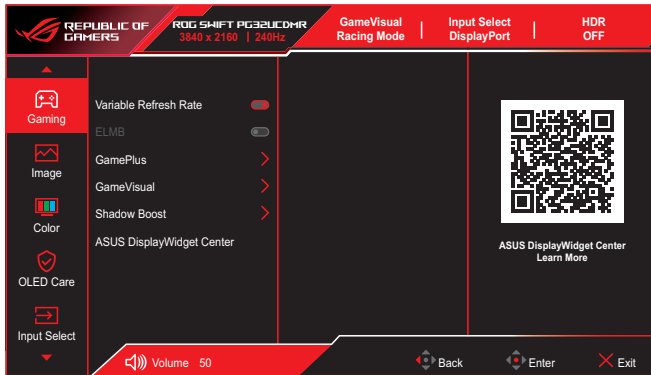 REPUBLIC OF
GAMERS
ROG SWIFT PG32UCDMR
3840 x 2160 | 240Hz
GameVisual
Racing Mode
Input Select
DisplayPort
HDR
OFF
Gaming
Image
Color
OLED Care
Input Select
Variable Refresh Rate
ELMB
GamePlus
GameVisual
Shadow Boost
ASUS DisplayWidget Center
ASUS DisplayWidget Center
Learn More
Volume 50
Back
Enter
Exit